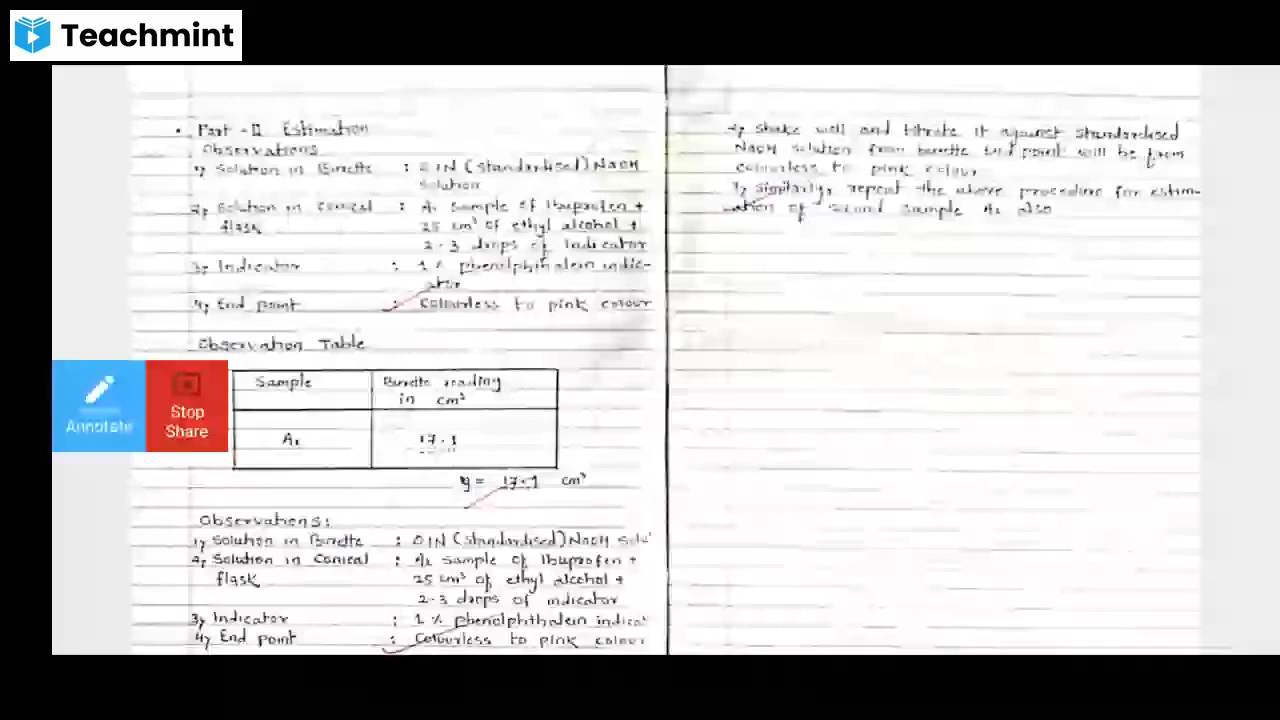 Teachmint
Part - II Estimation
Observations
1) Solution in Burette : 0.1N (standardised) NaOH
solution
2) Solution in Conical : A1 sample of Ibuprofen +
flask 25 cm³ of ethyl alcohol +
2-3 drops of indicator
3) Indicator : 1% phenolphthalein indic-
ator
4) End point : Colourless to pink colour
Observation Table
Sample Burette reading
in cm³
A1 17.1
y = 17.1 cm³
Observations:
1) Solution in Burette : 0.1N (standardised) NaOH solu
2) Solution in Conical : A2 sample of Ibuprofen +
flask 25 cm³ of ethyl alcohol +
2-3 drops of indicator
3) Indicator : 1% phenolphthalein indica
4) End point : Colourless to pink colour
Shake well and titrate it against standardised
NaOH solution from burette End point will be from
colourless to pink colour
similarly, repeat the above procedure for estim-
ation of second sample A2 also
Annotate
Stop
Share